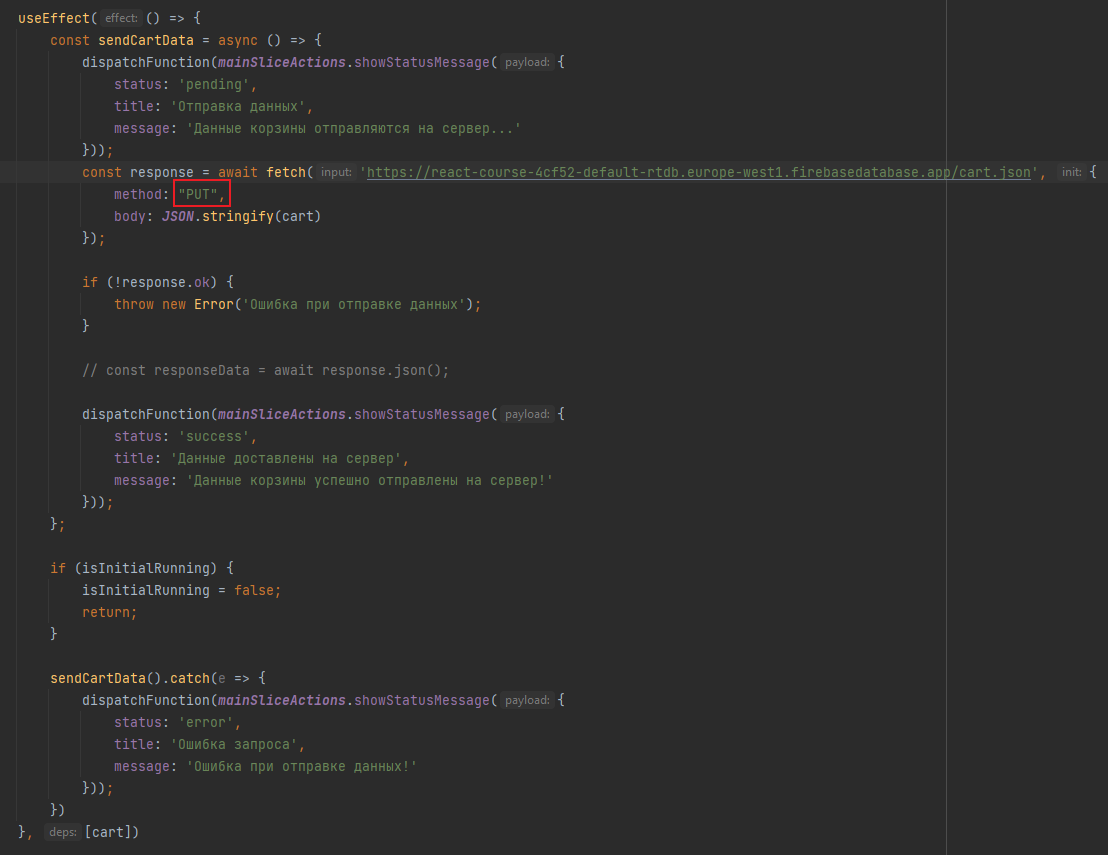 useEffect( effect: () => {
const sendCartData = async () => {
dispatchFunction(mainSliceActions.showStatusMessage( payload: {
status: 'pending',
title: 'Отправка данных',
message: 'Данные корзины отправляются на сервер...'
}));
const response = await fetch( input: 'https://react-course-4cf52-default-rtdb.europe-west1.firebasedatabase.app/cart.json', init: {
method: "PUT",
body: JSON.stringify(cart)
});
if (!response.ok) {
throw new Error('Ошибка при отправке данных');
}
// const responseData = await response.json();
dispatchFunction(mainSliceActions.showStatusMessage( payload: {
status: 'success',
title: 'Данные доставлены на сервер',
message: 'Данные корзины успешно отправлены на сервер!'
}));
};
if (isInitialRunning) {
isInitialRunning = false;
return;
}
sendCartData().catch(e => {
dispatchFunction(mainSliceActions.showStatusMessage( payload: {
status: 'error',
title: 'Ошибка запроса',
message: 'Ошибка при отправке данных!'
}));
})
}, deps: [cart])